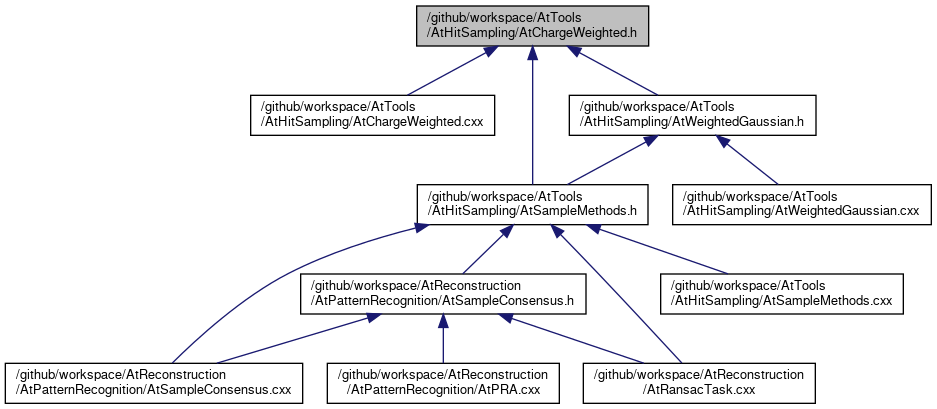 /github/workspace/AtTools
/AtHitSampling/AtChargeWeighted.h
/github/workspace/AtTools
/AtHitSampling/AtChargeWeighted.cxx
/github/workspace/AtTools
/AtHitSampling/AtWeightedGaussian.h
/github/workspace/AtTools
/AtHitSampling/AtSampleMethods.h
/github/workspace/AtTools
/AtHitSampling/AtWeightedGaussian.cxx
/github/workspace/AtReconstruction
/AtPatternRecognition/AtSampleConsensus.h
/github/workspace/AtTools
/AtHitSampling/AtSampleMethods.cxx
/github/workspace/AtReconstruction
/AtPatternRecognition/AtSampleConsensus.cxx
/github/workspace/AtReconstruction
/AtPatternRecognition/AtPRA.cxx
/github/workspace/AtReconstruction
/AtRansacTask.cxx